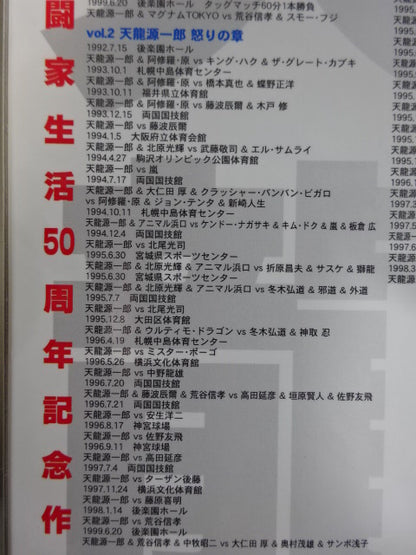 闘家生活50周年記念作
1999.6.20 後楽園ホール タッグマッチ60分1本勝負
天龍源一郎 & マグナムTOKYO vs 荒谷信孝 & スモー・フジ
vol.2 天龍源一郎 怒りの章
1992.7.15 後楽園ホール
天龍源一郎 & 阿修羅・原 vs キング・ハク & ザ・グレート・カブキ
1993.10.1 札幌中島体育センター
天龍源一郎 & 阿修羅・原 vs 橋本真也 & 蝶野正洋
1993.10.11 福井県立体育館
天龍源一郎 & 阿修羅・原 vs 藤波辰爾 & 木戸 修
1993.12.15 両国国技館
天龍源一郎 vs 藤波辰爾
1994.1.5 大阪府立体育会館
天龍源一郎 & 北原光輝 vs 武藤敬司 & エル・サムライ
1994.4.27 駒沢オリンピック公園体育館
天龍源一郎 vs 嵐
1994.7.17 両国国技館
天龍源一郎 & 大仁田 厚 & クラッシャー・バンバン・ビガロ
vs 阿修羅・原 & ジョン・テンタ & 新崎人生
1994.10.11 札幌中島体育センター
天龍源一郎 & アニマル浜口 vs ケンドー・ナガサキ & キム・ドク & 嵐 & 板倉 広
1994.12.4 両国国技館
天龍源一郎 vs 北尾光司
1995.6.30 宮城県スポーツセンター
天龍源一郎 & 北原光輝 & アニマル浜口 vs 折原昌夫 & サスケ & 獅龍
1995.6.30 宮城県スポーツセンター
天龍源一郎 & 北原光輝 & アニマル浜口 vs 冬木弘道 & 邪道 & 外道
1995.7.7 両国国技館
天龍源一郎 vs 北尾光司
1995.12.8 大田区体育館
天龍源一郎 & ウルティモ・ドラゴン vs 冬木弘道 & 神取 忍
1996.4.19 札幌中島体育センター
天龍源一郎 vs ミスター・ポーゴ
1996.5.26 横浜文化体育館
天龍源一郎 vs 中野龍雄
1996.7.20 両国国技館
天龍源一郎 & 藤波辰爾 & 荒谷信孝 vs 高田延彦 & 垣原賢人 & 佐野友飛
1996.7.21 両国国技館
天龍源一郎 vs 安生洋二
1996.8.17 神宮球場
天龍源一郎 vs 佐野友飛
1996.9.11 神宮球場
天龍源一郎 vs 高田延彦
1997.7.4 両国国技館
天龍源一郎 vs ターザン後藤
1997.11.24 横浜文化体育館
天龍源一郎 vs 藤原喜明
1998.1.14 後楽園ホール
天龍源一郎 vs 荒谷信孝
1999.6.20 後楽園ホール
天龍源一郎 & 荒谷信孝 & 中牧昭二 vs 大仁田 厚 & 奥村茂雄 & サンボ浅子